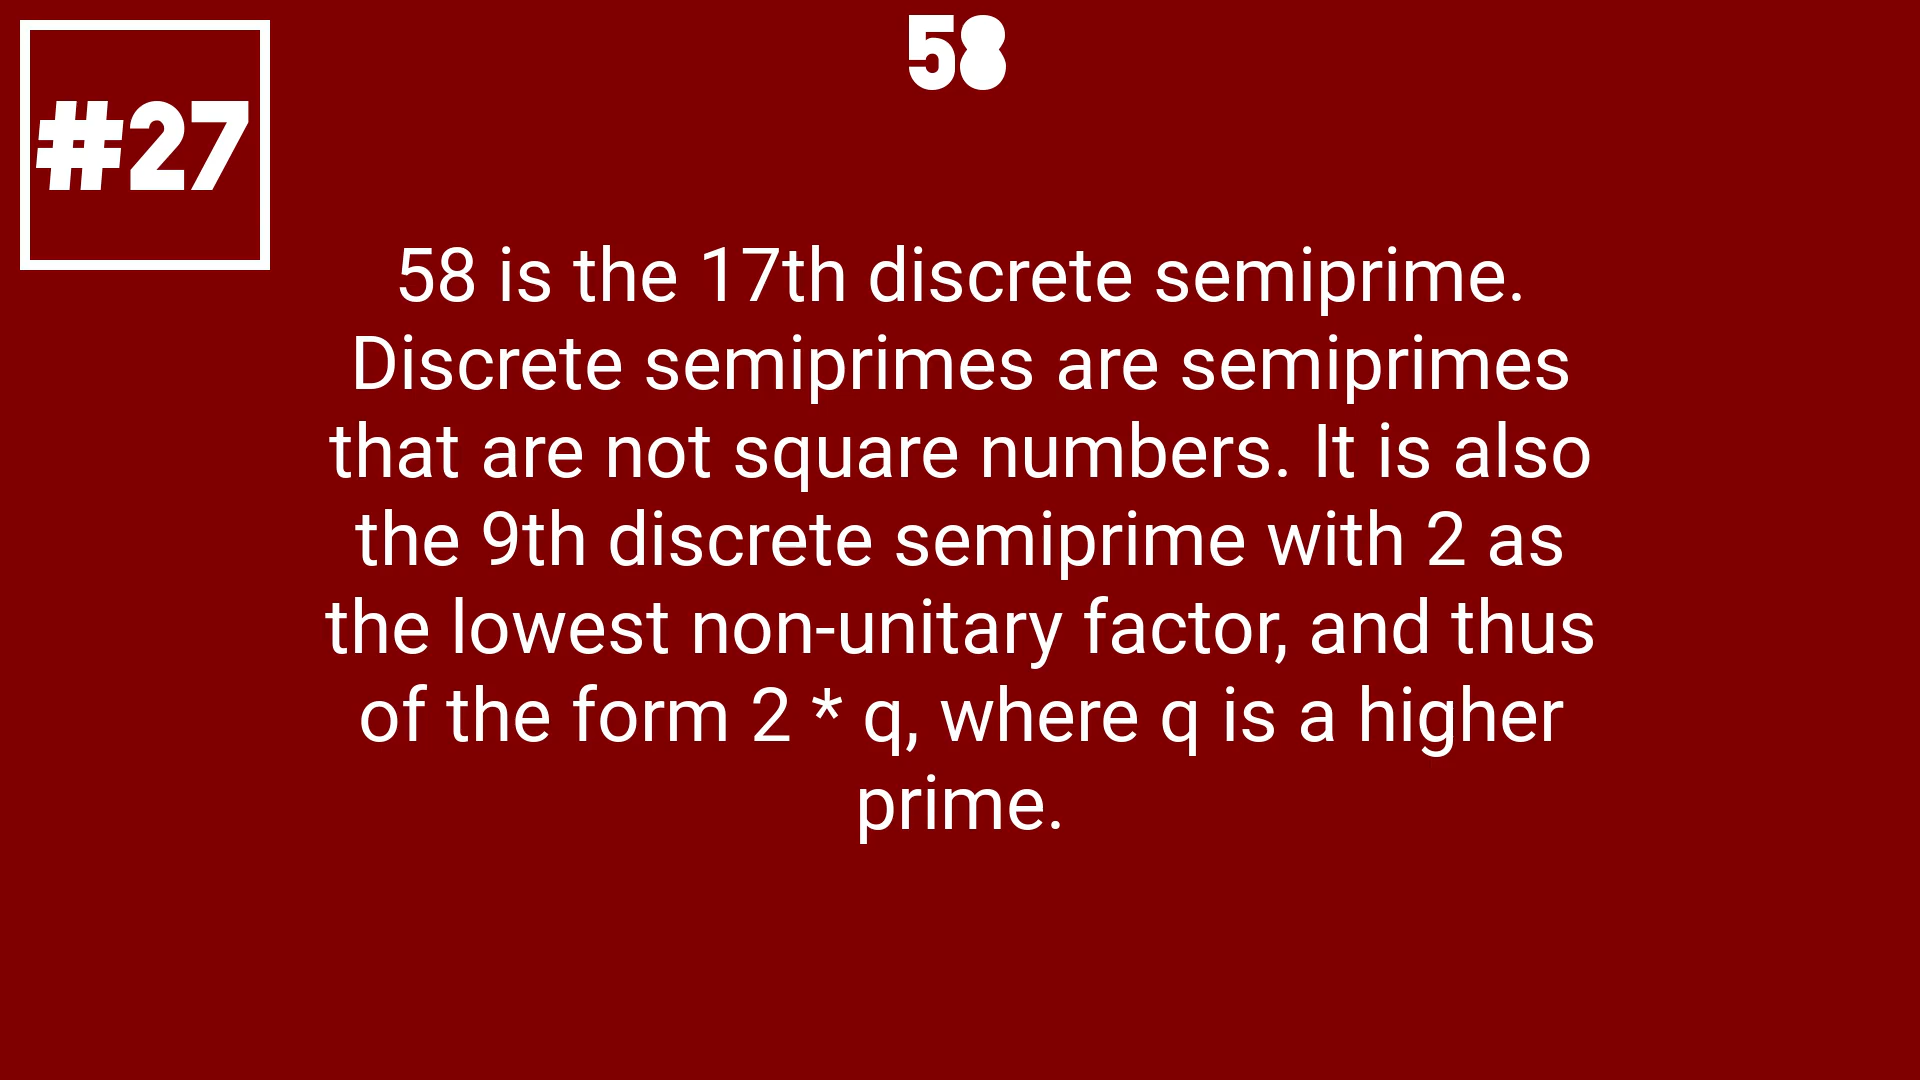 58
#27
58 is the 17th discrete semiprime.
Discrete semiprimes are semiprimes
that are not square numbers. It is also
the 9th discrete semiprime with 2 as
the lowest non-unitary factor, and thus
of the form 2 * q, where q is a higher
prime.